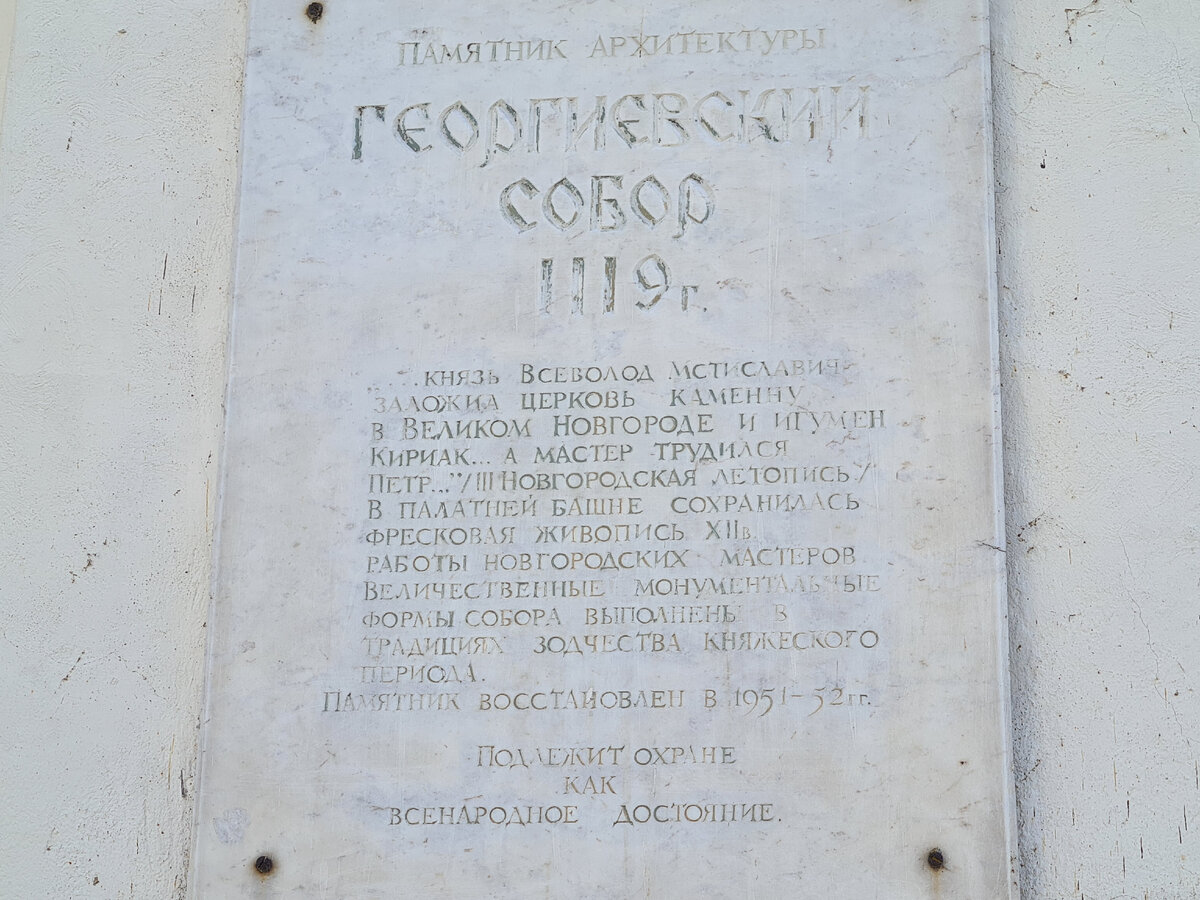 ПАМЯТНИК АРХИТЕКТУРЫ
ГЕОРГИЕВСКИЙ
СОБОР
1119 г.
"...КНЯЗЬ ВСЕВОЛОД МСТИСЛАВИЧ
ЗАЛОЖИЛ ЦЕРКОВЬ КАМЕННУ
В ВЕЛИКОМ НОВГОРОДЕ И ИГУМЕН
КИРИАК... А МАСТЕР ТРУДИЛСЯ
ПЕТР..." /III НОВГОРОДСКАЯ ЛЕТОПИСЬ./
В ПАЛАТНЕЙ БАШНЕ СОХРАНИЛАСЬ
ФРЕСКОВАЯ ЖИВОПИСЬ XII в.
РАБОТЫ НОВГОРОДСКИХ МАСТЕРОВ
ВЕЛИЧЕСТВЕННЫЕ МОНУМЕНТАЛЬНЫЕ
ФОРМЫ СОБОРА ВЫПОЛНЕНЫ В
ТРАДИЦИЯХ ЗОДЧЕСТВА КНЯЖЕСКОГО
ПЕРИОДА.
ПАМЯТНИК ВОССТАНОВЛЕН В 1951-52 гг.
ПОДЛЕЖИТ ОХРАНЕ
КАК
ВСЕНАРОДНОЕ ДОСТОЯНИЕ.